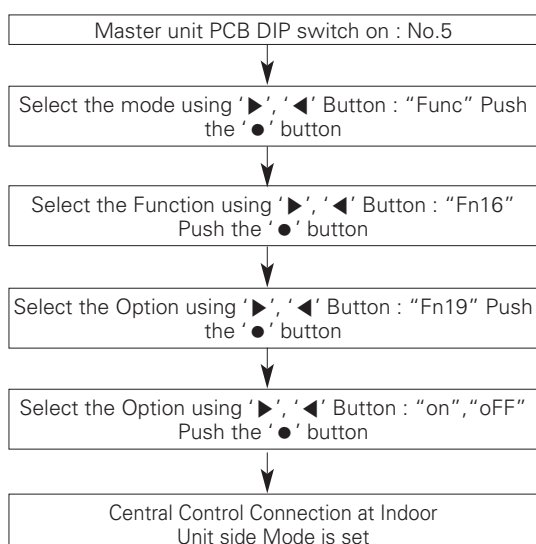 Master unit PCB DIP switch on : No.5
Select the mode using ‘▶’, ‘◀’ Button : “Func” Push
the ‘●’ button
Select the Function using ‘▶’, ‘◀’ Button : “Fn16”
Push the ‘●’ button
Select the Option using ‘▶’, ‘◀’ Button : “Fn19” Push
the ‘●’ button
Select the Option using ‘▶’, ‘◀’ Button : “on”,“oFF”
Push the ‘●’ button
Central Control Connection at Indoor
Unit side Mode is set